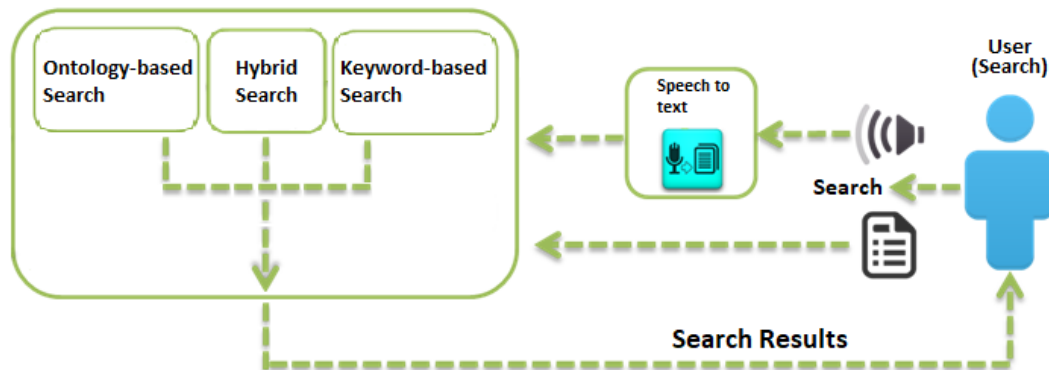 Ontology-based
Search
Hybrid
Search
Keyword-based
Search
Speech to
text
User
(Search)
Search
Search Results